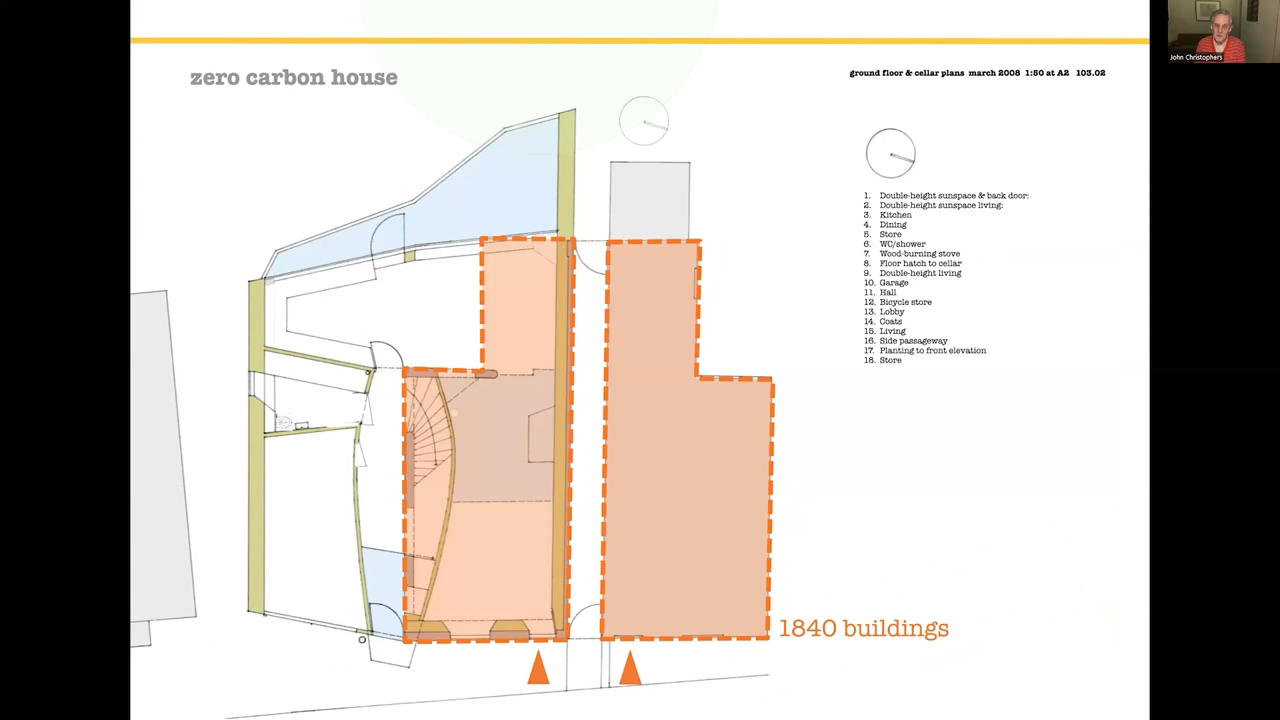 zero carbon house
ground floor & cellar plans march 2008 1:50 at A2 103.02
John Christophers
1. Double-height sunspace & back door:
2. Double-height sunspace living:
3. Kitchen
4. Dining
5. Store
6. WC/shower
7. Wood-burning stove
8. Floor hatch to cellar
9. Double-height living
10. Garage
11. Hall
12. Bicycle store
13. Lobby
14. Coats
15. Living
16. Side passageway
17. Planting to front elevation
18. Store
1840 buildings